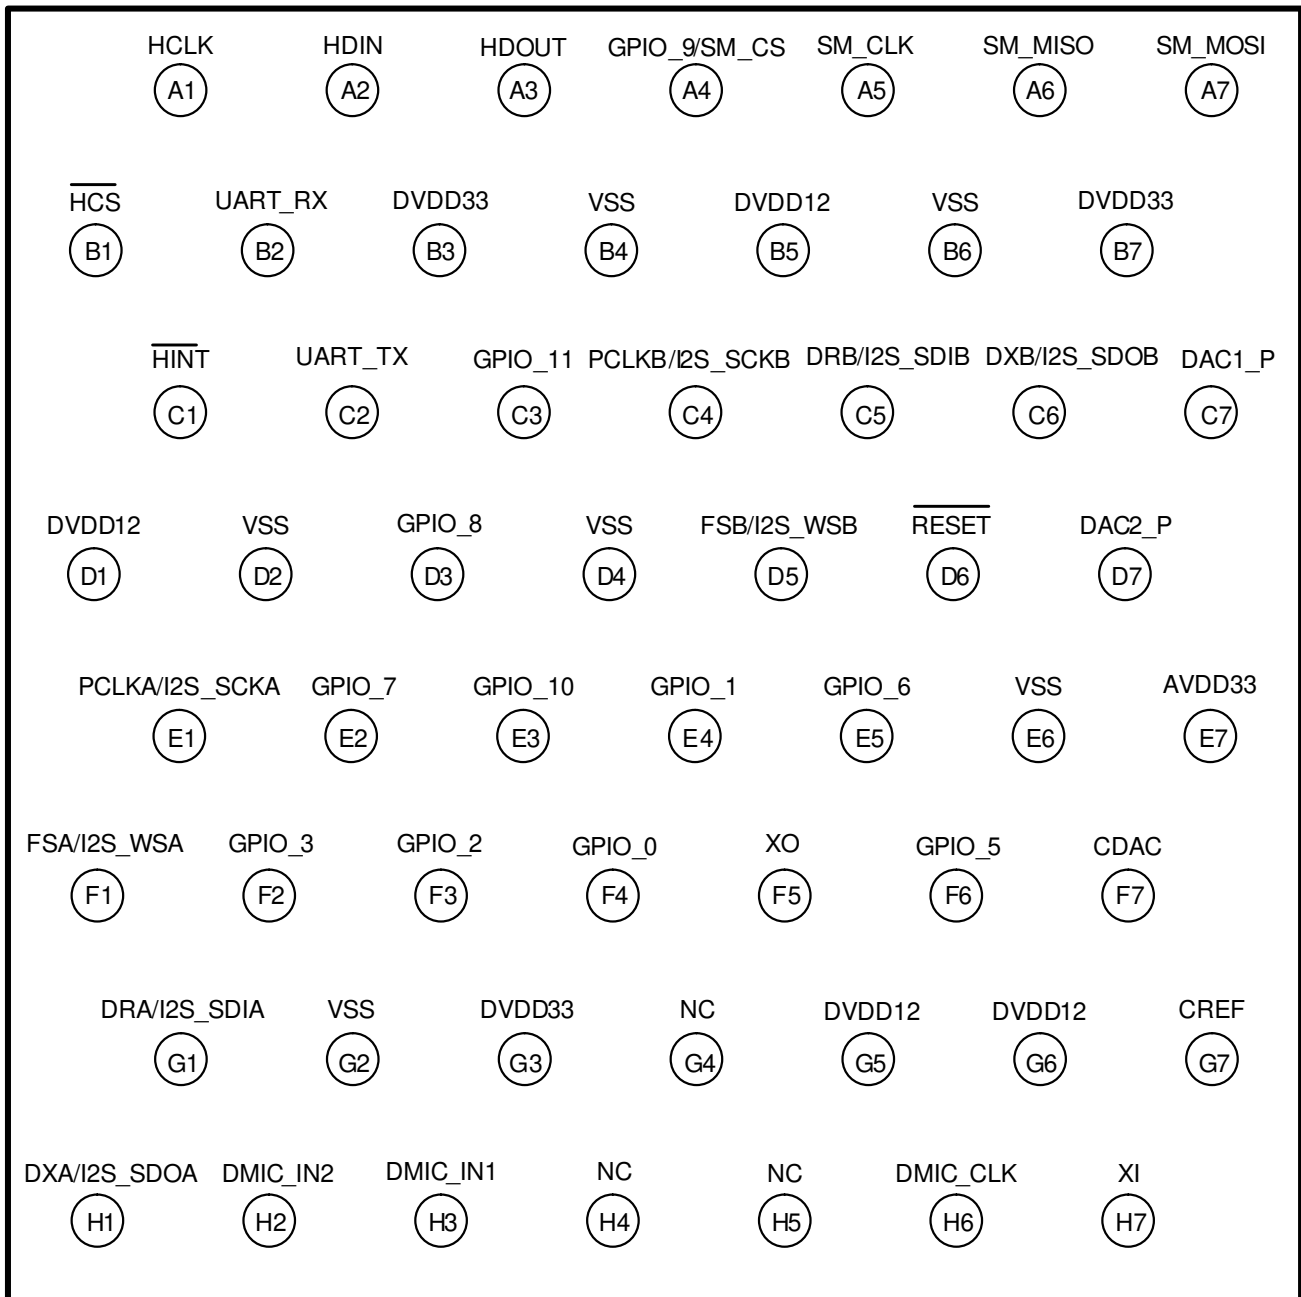 HCLK HDIN HDOUT GPIO_9/SM_CS SM_CLK SM_MISO SM_MOSI
A1 A2 A3 A4 A5 A6 A7
HCS UART_RX DVDD33 VSS DVDD12 VSS DVDD33
B1 B2 B3 B4 B5 B6 B7
HINT UART_TX GPIO_11 PCLKB/I2S_SCKB DRB/I2S_SDIB DXB/I2S_SDOB DAC1_P
C1 C2 C3 C4 C5 C6 C7
DVDD12 VSS GPIO_8 VSS FSB/I2S_WSB RESET DAC2_P
D1 D2 D3 D4 D5 D6 D7
PCLKA/I2S_SCKA GPIO_7 GPIO_10 GPIO_1 GPIO_6 VSS AVDD33
E1 E2 E3 E4 E5 E6 E7
FSA/I2S_WSA GPIO_3 GPIO_2 GPIO_0 XO GPIO_5 CDAC
F1 F2 F3 F4 F5 F6 F7
DRA/I2S_SDIA VSS DVDD33 NC DVDD12 DVDD12 CREF
G1 G2 G3 G4 G5 G6 G7
DXA/I2S_SDOA DMIC_IN2 DMIC_IN1 NC NC DMIC_CLK XI
H1 H2 H3 H4 H5 H6 H7